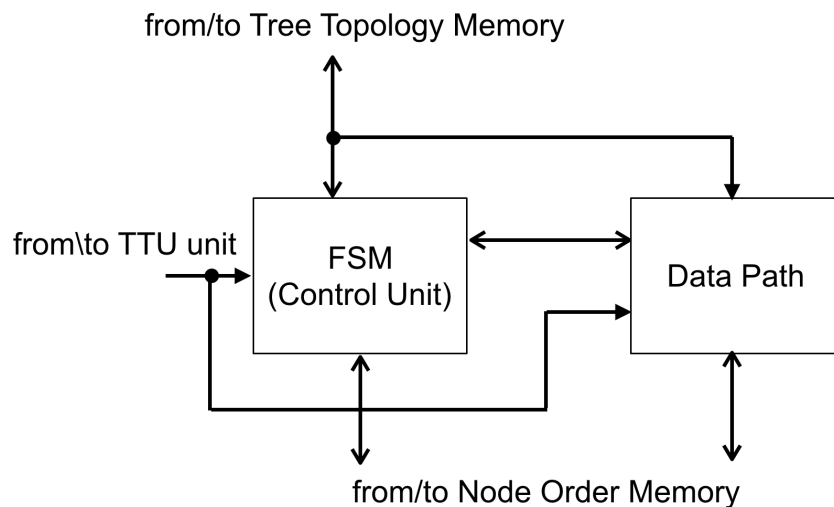 from/to Tree Topology Memory
from\to TTU unit
FSM
(Control Unit)
Data Path
from/to Node Order Memory